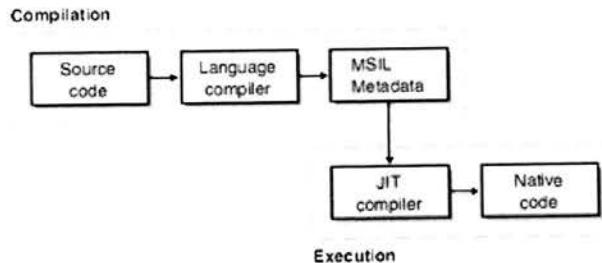 Compilation
Source
code
Language
compiler
MSIL
Metadata
JIT
compiler
Native
code
Execution